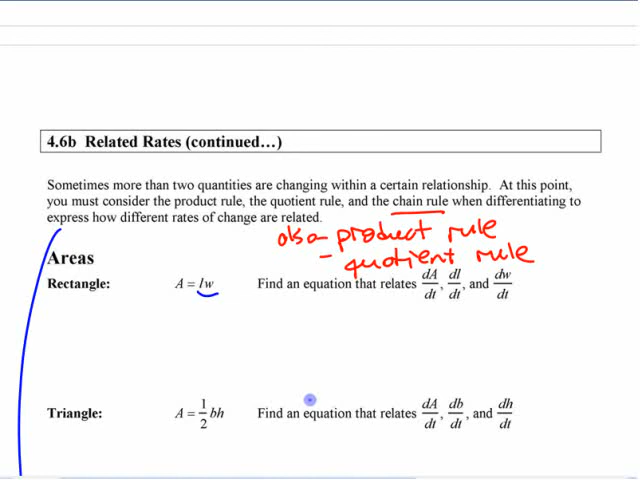 4.6b Related Rates (continued…)
Sometimes more than two quantities are changing within a certain relationship. At this point,
you must consider the product rule, the quotient rule, and the chain rule when differentiating to
express how different rates of change are related.
also - product rule
- quotient rule
Areas
Rectangle: A = lw Find an equation that relates dA/dt, dl/dt, and dw/dt
Triangle: A = 1/2 bh Find an equation that relates dA/dt, db/dt, and dh/dt